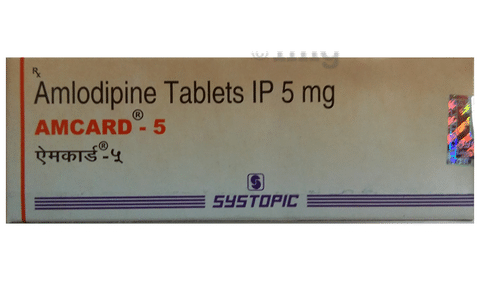 Rx
Amlodipine Tablets IP 5 mg
AMCARD® - 5
ऐमकार्ड®-५
SYSTOPIC